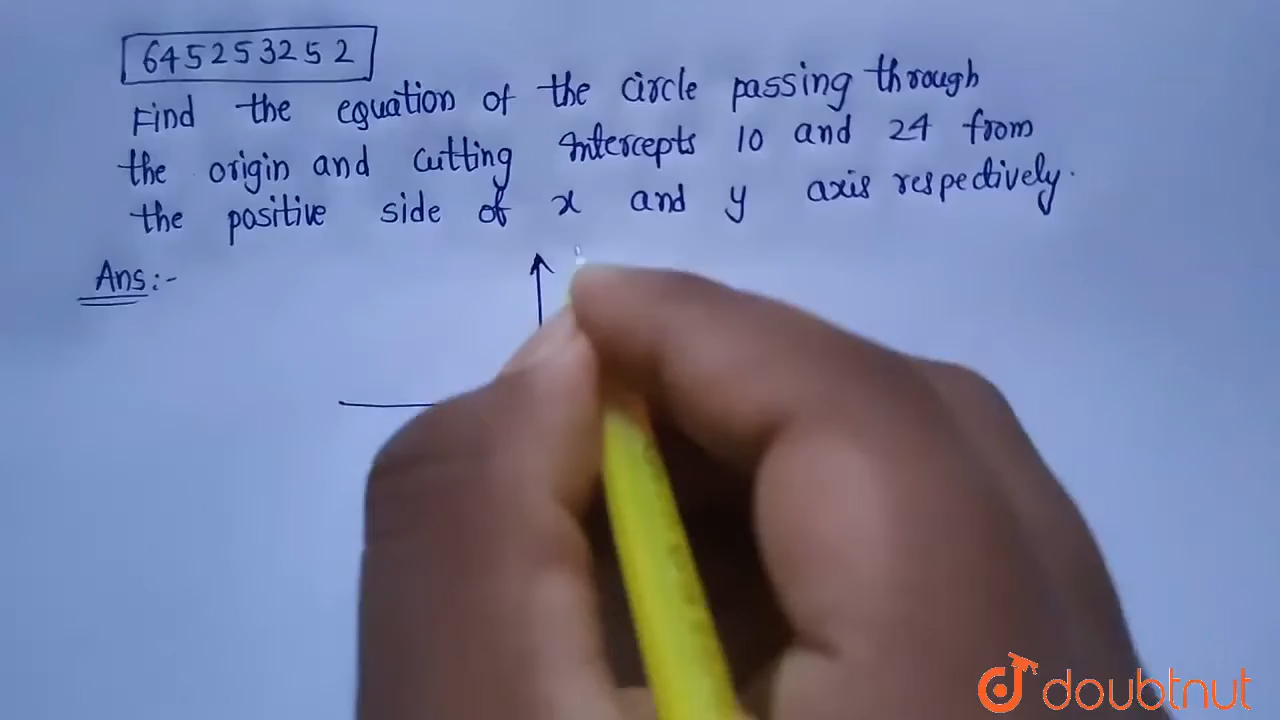 645253252
Find the equation of the circle passing through
the origin and cutting intercepts 10 and 24 from
the positive side of x and y axis respectively.
Ans:-
doubtnut